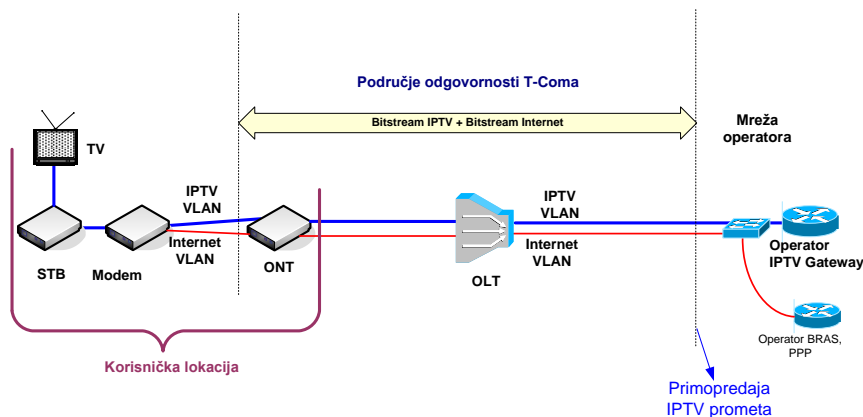 Područje odgovornosti T-Coma
Bitstream IPTV + Bitstream Internet
Mreža
operatora
TV
IPTV
VLAN
Internet
VLAN
STB
Modem
ONT
OLT
IPTV
VLAN
Internet
VLAN
Operator
IPTV Gateway
Operator BRAS,
PPP
Korisnička lokacija
Primopredaja
IPTV prometa